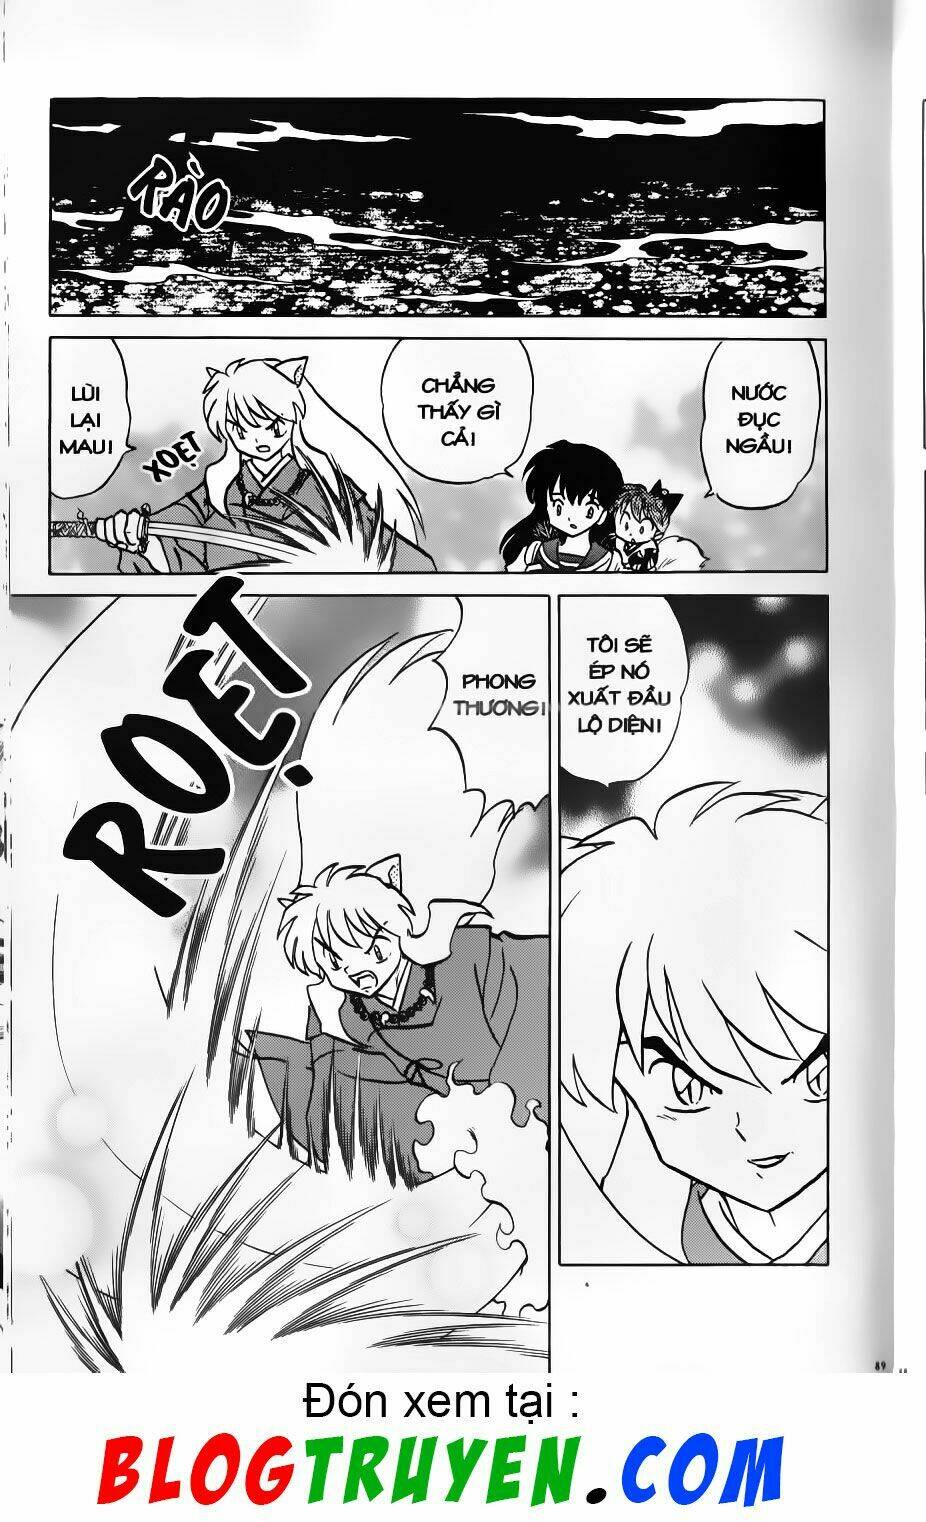 RÀO
NƯỚC
ĐỤC
NGẦU!
CHẲNG
THẤY GÌ
CẢ!
XOẸT
LÙI
LẠI
MAU!
TÔI SẼ
ÉP NÓ
XUẤT ĐẦU
LỘ DIỆN!
PHONG
THƯƠNG!
ROẸT
89
Đón xem tại :
BLOGTRUYEN.COM